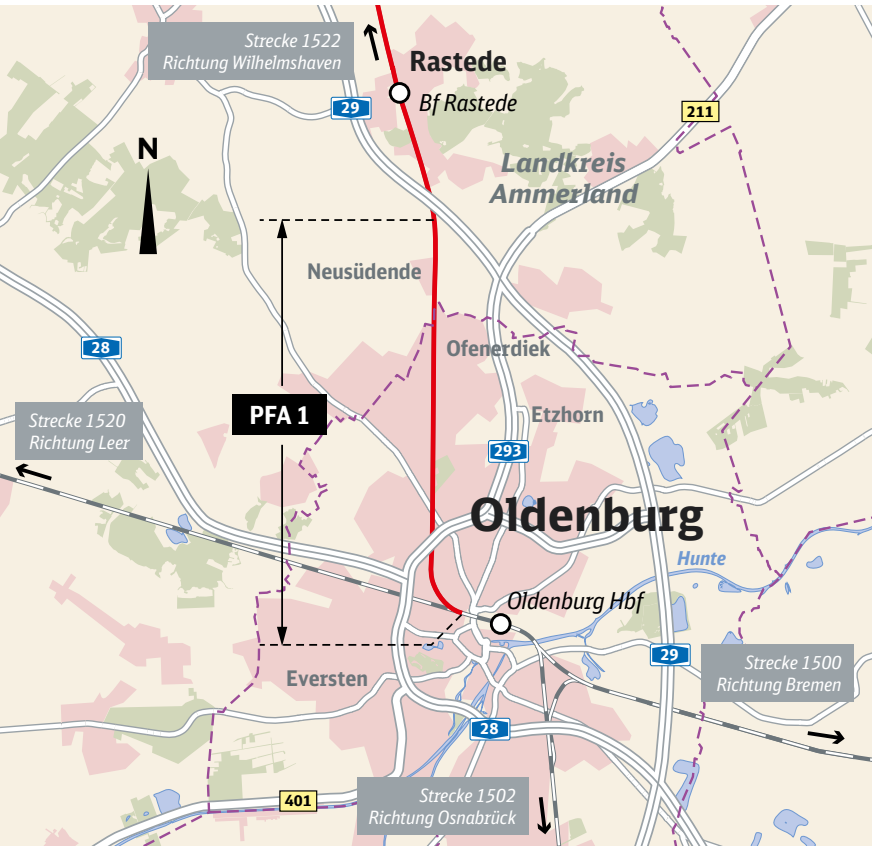 Strecke 1522
Richtung Wilhelmshaven
Rastede
Bf Rastede
29
211
N
Landkreis
Ammerland
Neusüdende
28
Ofenerdiek
PFA 1
Etzhorn
Strecke 1520
Richtung Leer
293
Oldenburg
Hunte
Oldenburg Hbf
29
Strecke 1500
Richtung Bremen
Eversten
28
401
Strecke 1502
Richtung Osnabrück